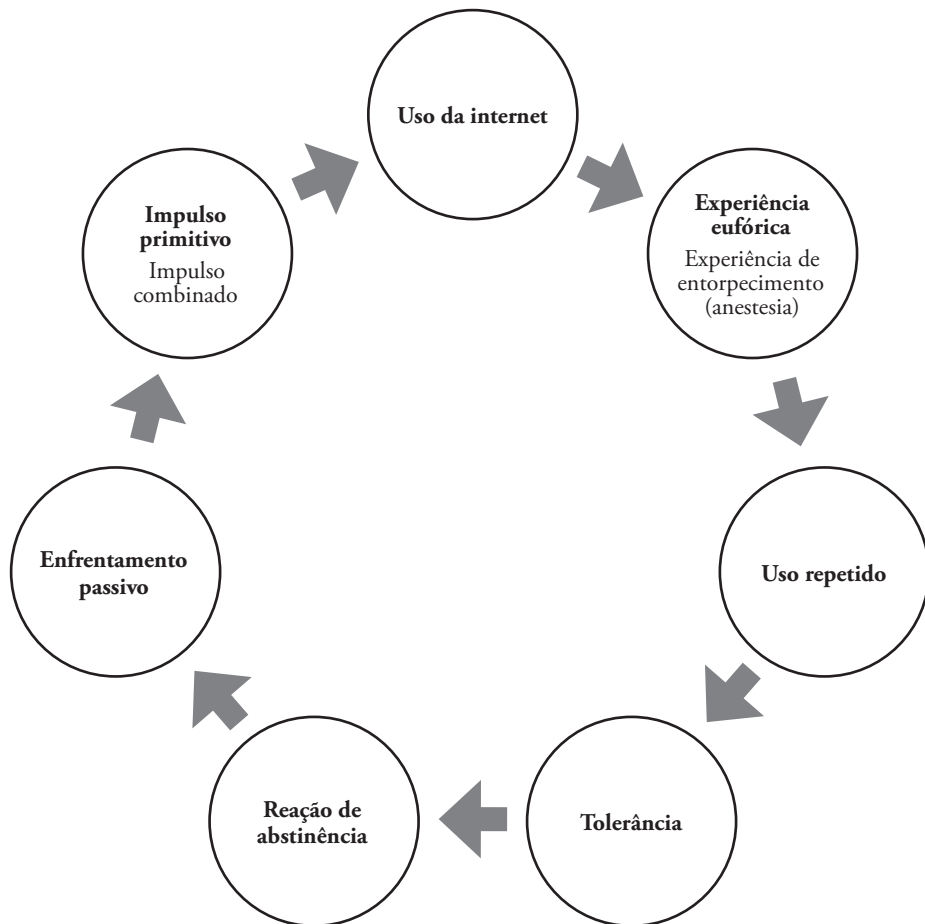 Uso da internet
Experiência
eufórica
Experiência de
entorpecimento
(anestesia)
Uso repetido
Tolerância
Reação de
abstinência
Enfrentamento
passivo
Impulso
primitivo
Impulso
combinado